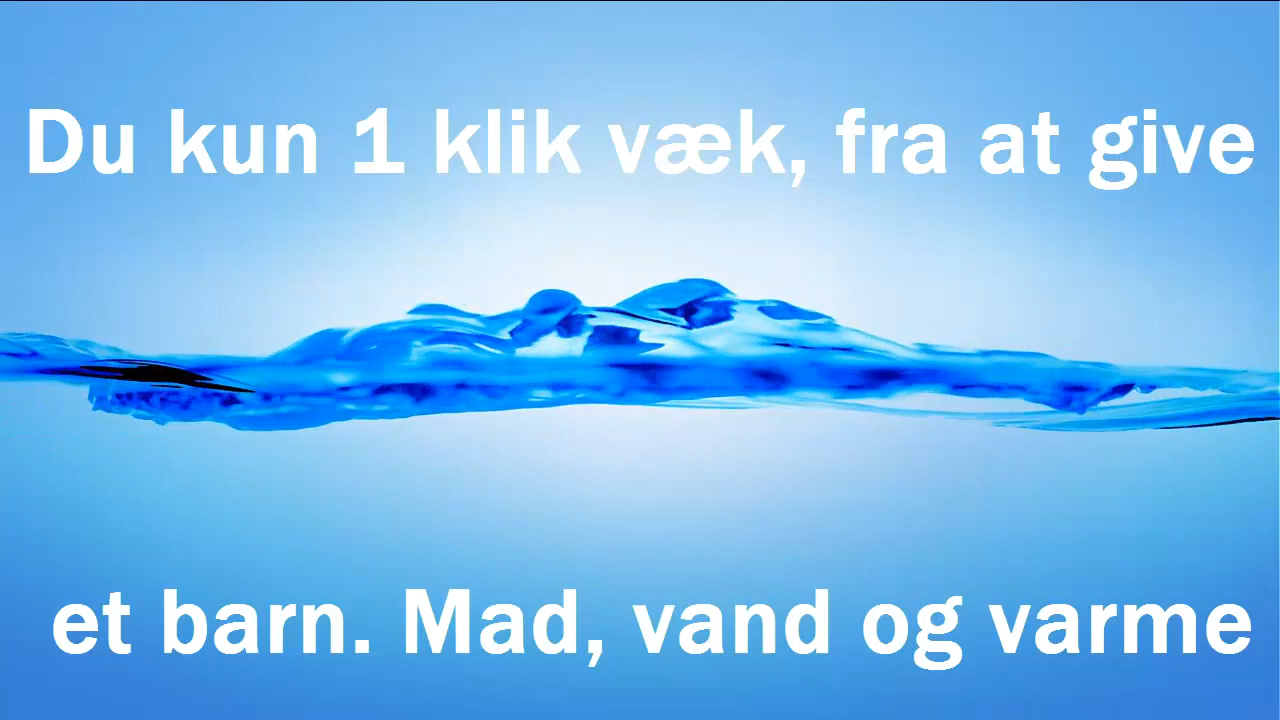 Du kun 1 klik væk, fra at give
et barn. Mad, vand og varme